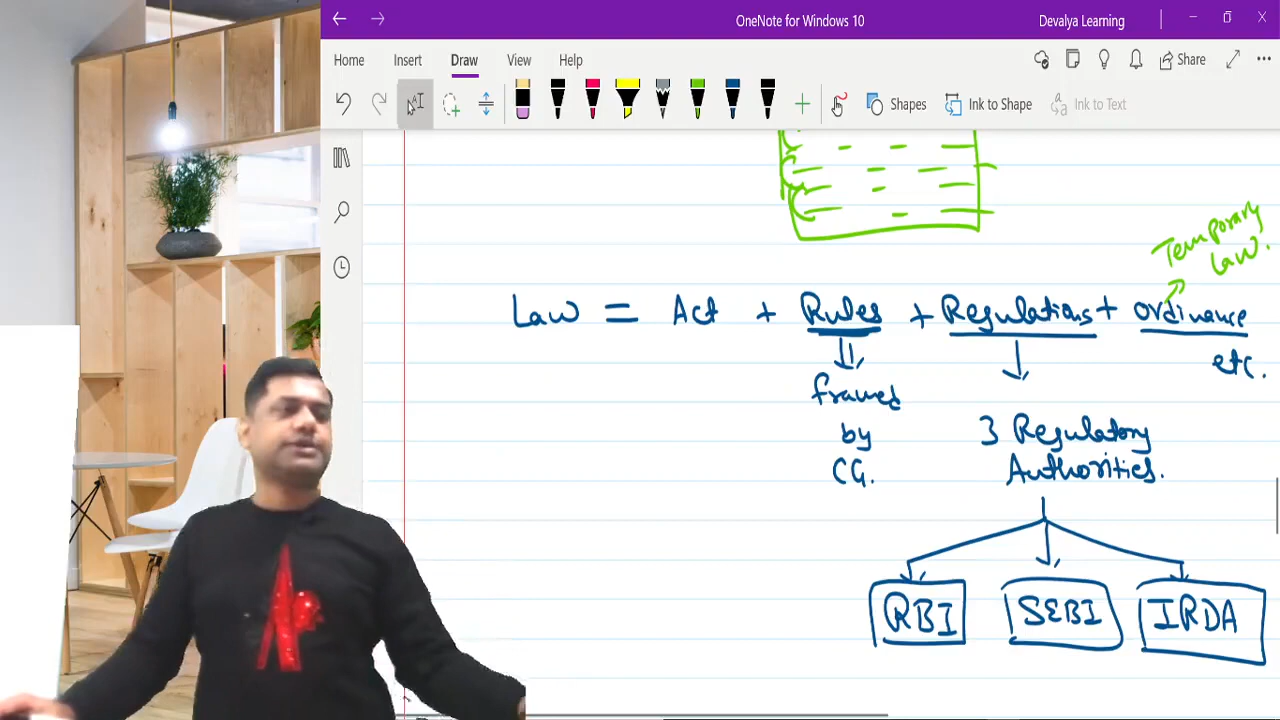 OneNote for Windows 10
Devalya Learning
Home Insert Draw View Help
Share
Shapes
Ink to Shape
Ink to Text
Temporary
Law.
Law = Act + Rules + Regulations + ordinance
etc.
framed
by
CG.
3 Regulatory
Authorities.
RBI SEBI IRDA